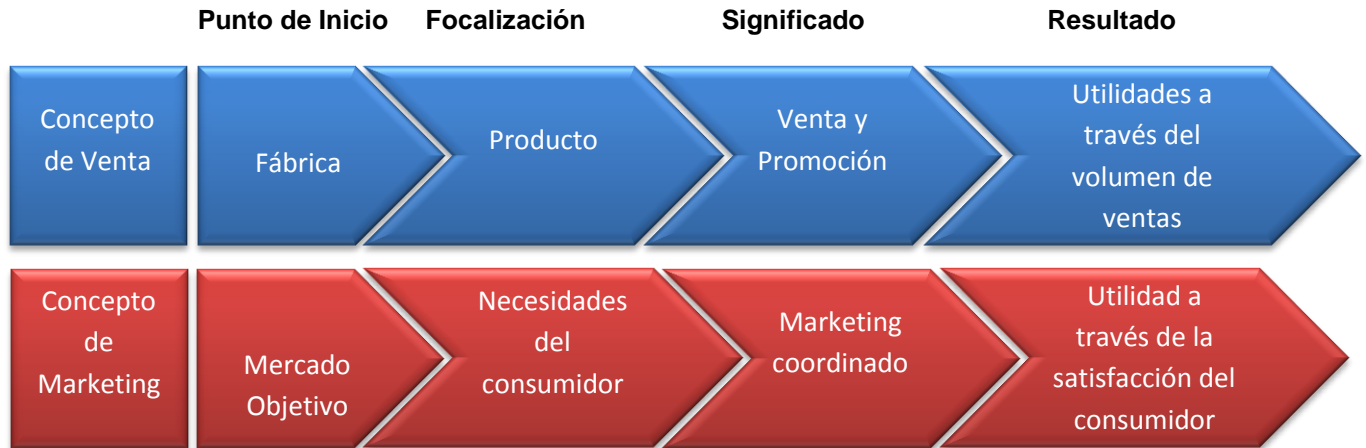 Punto de Inicio Focalización Significado Resultado
Concepto
de Venta
Fábrica
Producto
Venta y
Promoción
Utilidades a
través del
volumen de
ventas
Concepto
de
Marketing
Mercado
Objetivo
Necesidades
del
consumidor
Marketing
coordinado
Utilidad a
través de la
satisfacción del
consumidor